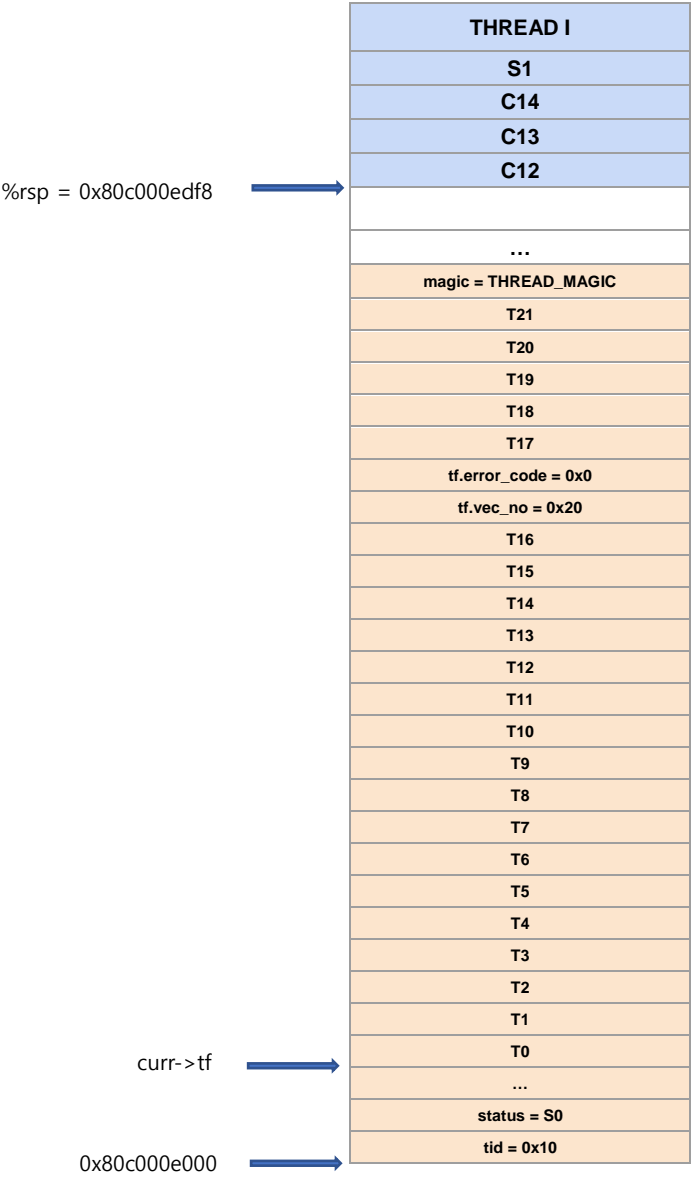 THREAD I
S1
C14
C13
C12
%rsp = 0x80c000edf8
...
magic = THREAD_MAGIC
T21
T20
T19
T18
T17
tf.error_code = 0x0
tf.vec_no = 0x20
T16
T15
T14
T13
T12
T11
T10
T9
T8
T7
T6
T5
T4
T3
T2
T1
curr->tf
T0
...
status = S0
tid = 0x10
0x80c000e000